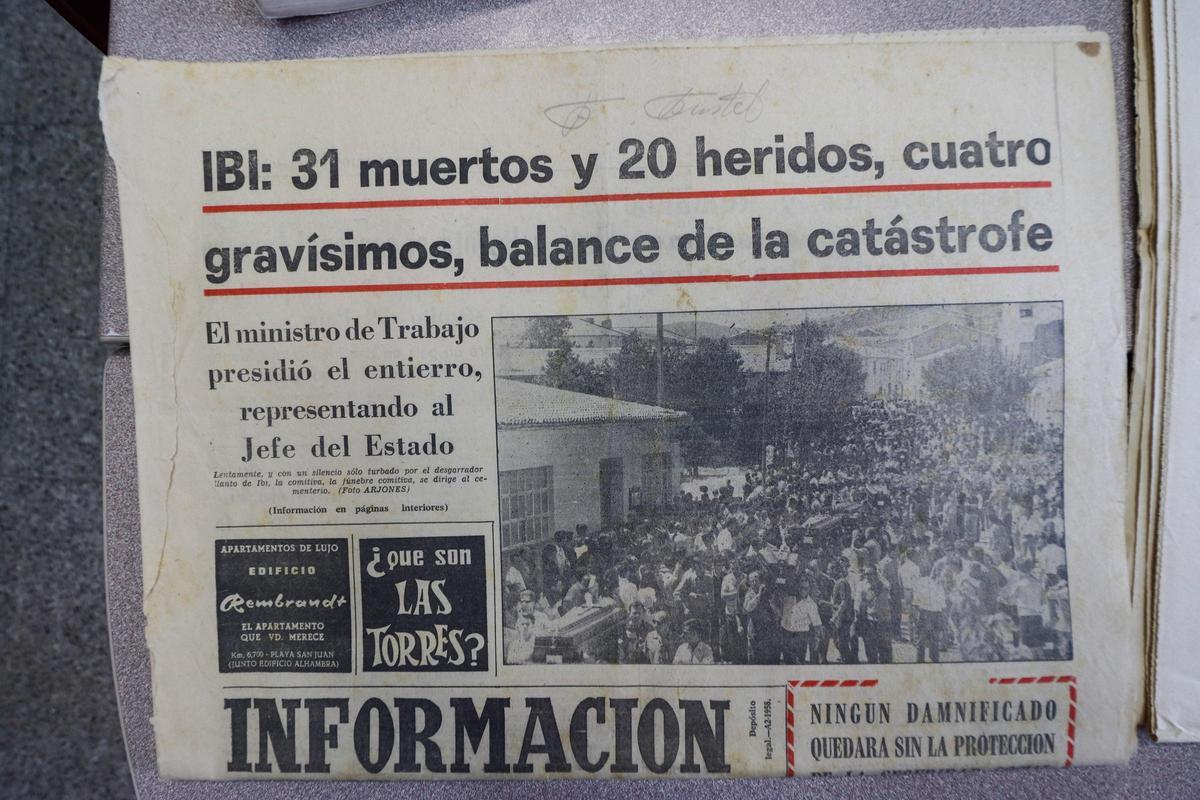 IBI: 31 muertos y 20 heridos, cuatro
gravísimos, balance de la catástrofe
El ministro de Trabajo
presidió el entierro,
representando al
Jefe del Estado
Lentamente, y con un silencio sólo turbado por el desgarrador
llanto de Ibi, la comitiva, la fúnebre comitiva, se dirige al ce-
menterio. (Foto ARJONES)
(Información en páginas interiores)
APARTAMENTOS DE LUJO
EDIFICIO
Rembrandt
EL APARTAMENTO
QUE VD. MERECE
Km. 6,700 - PLAYA SAN JUAN
(JUNTO EDIFICIO ALHAMBRA)
¿que son
LAS
TORRES?
INFORMACION
Depósito
legal.—A.2-1958.
NINGUN DAMNIFICADO
QUEDARA SIN LA PROTECCION